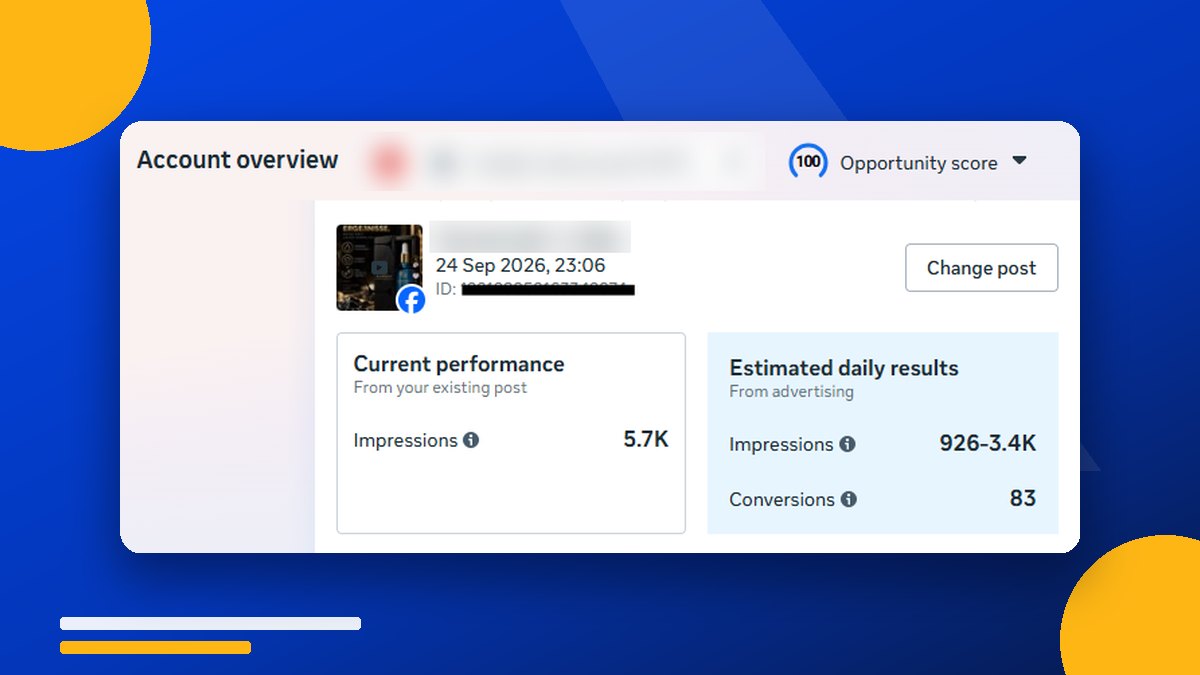 Account overview
100 Opportunity score
ERGEBNISSE.
24 Sep 2026, 23:06
Change post
ID:
Current performance
From your existing post
Impressions 5.7K
Estimated daily results
From advertising
Impressions 926-3.4K
Conversions 83